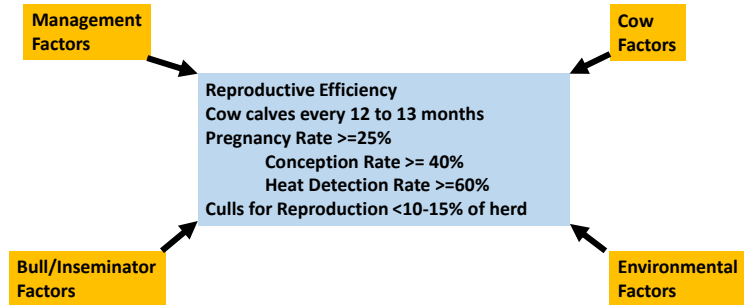 Management
Factors
Cow
Factors
Reproductive Efficiency
Cow calves every 12 to 13 months
Pregnancy Rate >=25%
Conception Rate >= 40%
Heat Detection Rate >=60%
Culls for Reproduction <10-15% of herd
Bull/Inseminator
Factors
Environmental
Factors